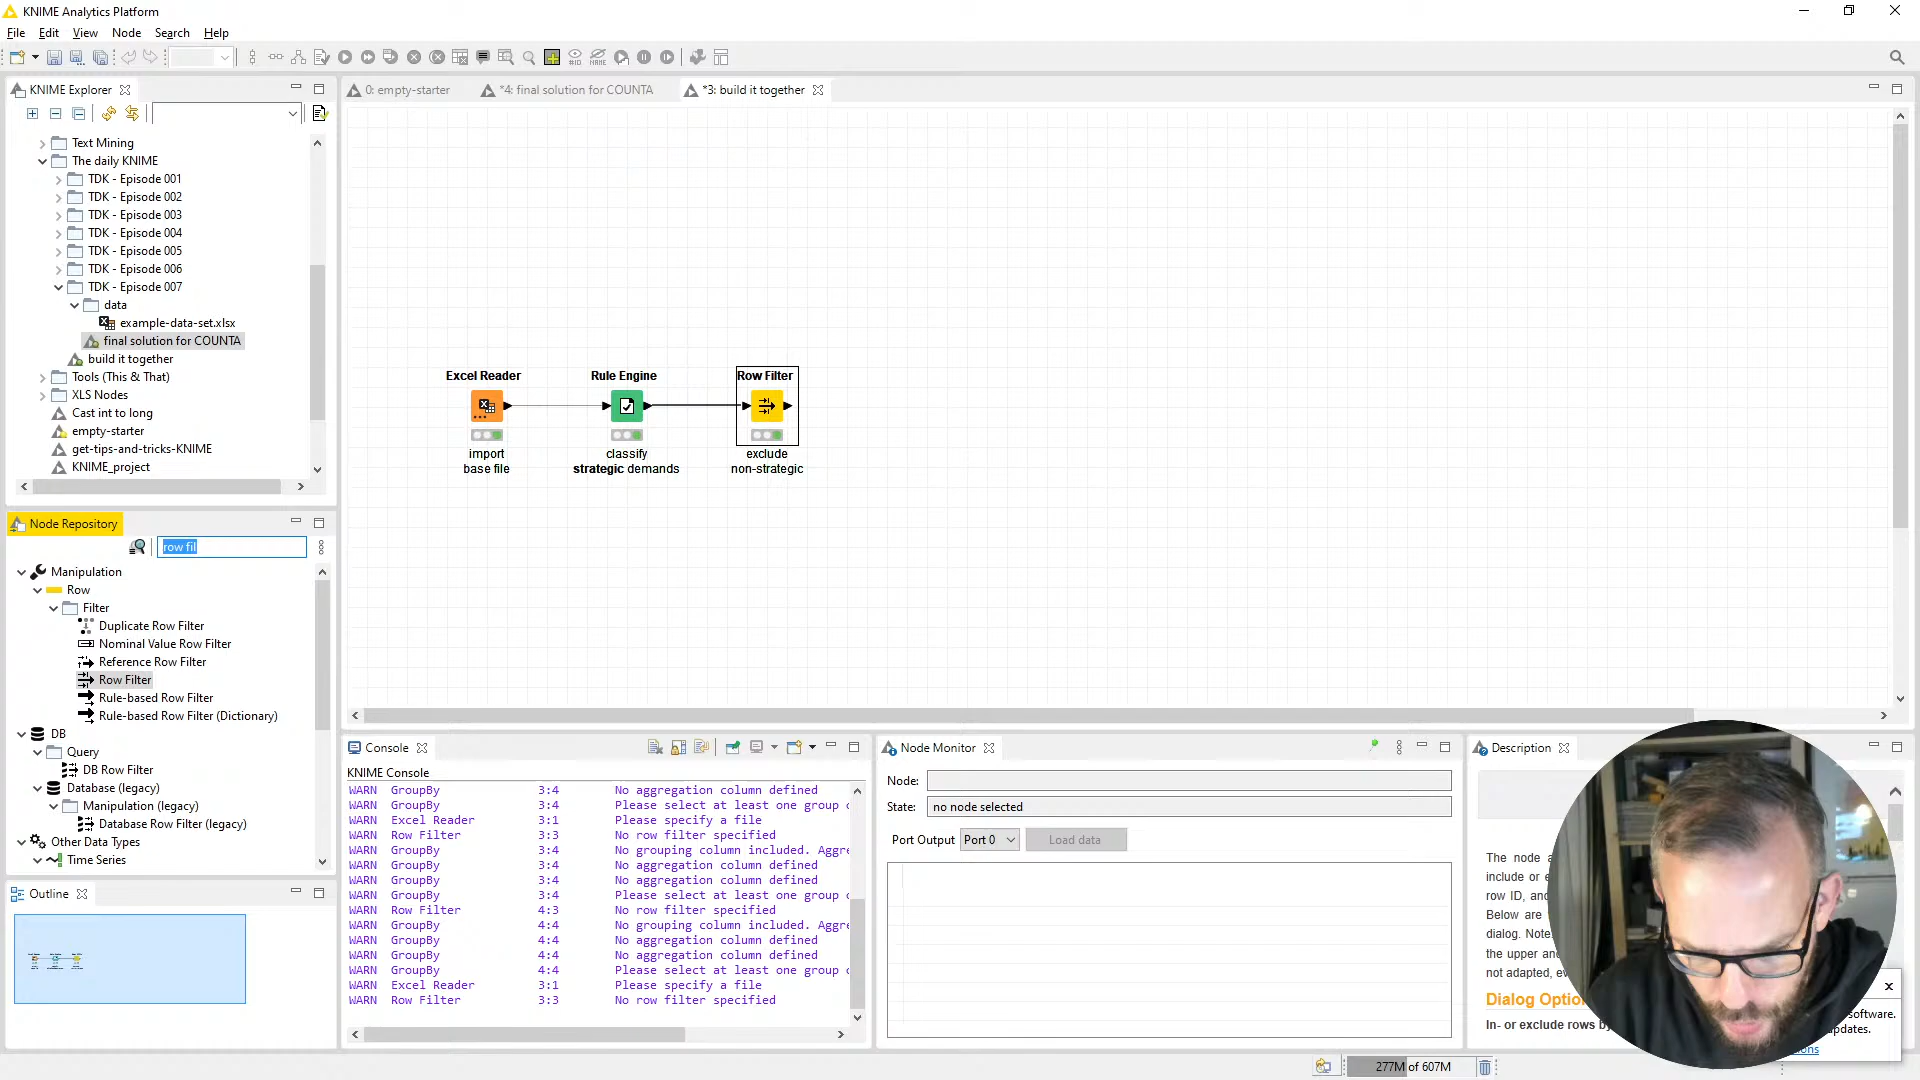 KNIME Analytics Platform
File Edit View Node Search Help
KNIME Explorer
0: empty-starter
*4: final solution for COUNTA
*3: build it together
Text Mining
The daily KNIME
TDK - Episode 001
TDK - Episode 002
TDK - Episode 003
TDK - Episode 004
TDK - Episode 005
TDK - Episode 006
TDK - Episode 007
data
example-data-set.xlsx
final solution for COUNTA
build it together
Tools (This & That)
XLS Nodes
Cast int to long
empty-starter
get-tips-and-tricks-KNIME
KNIME_project
Excel Reader
import
base file
Rule Engine
classify
strategic demands
Row Filter
exclude
non-strategic
Node Repository
row fil
Manipulation
Row
Filter
Duplicate Row Filter
Nominal Value Row Filter
Reference Row Filter
Row Filter
Rule-based Row Filter
Rule-based Row Filter (Dictionary)
DB
Query
DB Row Filter
Database (legacy)
Manipulation (legacy)
Database Row Filter (legacy)
Other Data Types
Time Series
Outline
Console
KNIME Console
WARN GroupBy 3:4 No aggregation column defined
WARN GroupBy 3:4 Please select at least one group c
WARN Excel Reader 3:1 Please specify a file
WARN Row Filter 3:3 No row filter specified
WARN GroupBy 3:4 No grouping column included. Aggre
WARN GroupBy 3:4 No aggregation column defined
WARN GroupBy 3:4 No aggregation column defined
WARN GroupBy 3:4 Please select at least one group c
WARN Row Filter 4:3 No row filter specified
WARN GroupBy 4:4 No grouping column included. Aggre
WARN GroupBy 4:4 No aggregation column defined
WARN GroupBy 4:4 No aggregation column defined
WARN GroupBy 4:4 Please select at least one group c
WARN Excel Reader 3:1 Please specify a file
WARN Row Filter 3:3 No row filter specified
Node Monitor
Node:
State: no node selected
Port Output Port 0 Load data
Description
The node a
include or e
row ID, and
Below are
dialog. Note:
the upper an
not adapted, ev
Dialog Option
In- or exclude rows by
software.
updates.
ons
277M of 607M